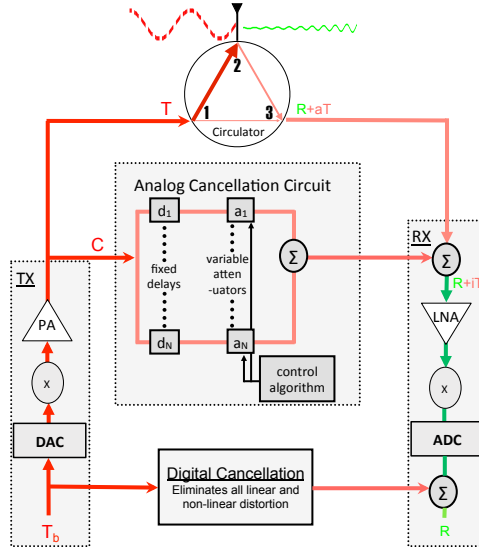 2
T
1
3
R+aT
Circulator
Analog Cancellation Circuit
d1
a1
C
RX
Σ
Σ
TX
fixed
delays
variable
atten
-uators
R+iT
PA
LNA
dN
aN
control
algorithm
x
x
DAC
ADC
Digital Cancellation
Eliminates all linear and
non-linear distortion
Σ
Tb
R